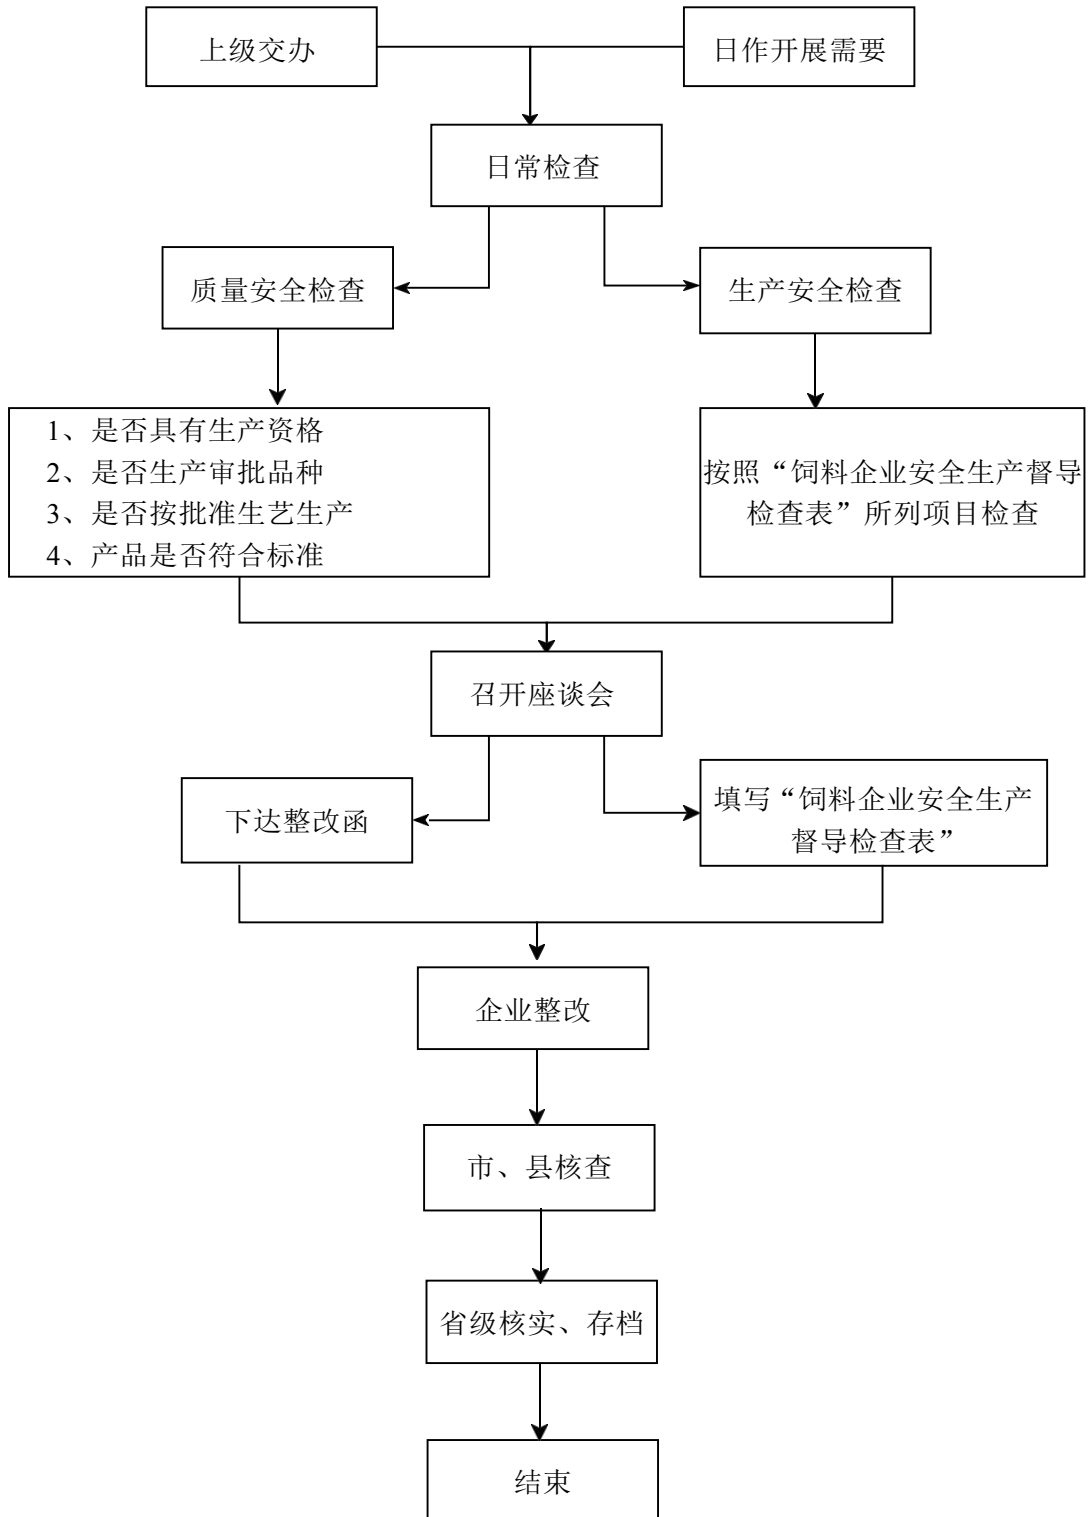 上级交办
日作开展需要
日常检查
质量安全检查
生产安全检查
1、是否具有生产资格
2、是否生产审批品种
3、是否按批准生艺生产
4、产品是否符合标准
按照“饲料企业安全生产督导
检查表”所列项目检查
召开座谈会
下达整改函
填写“饲料企业安全生产
督导检查表”
企业整改
市、县核查
省级核实、存档
结束